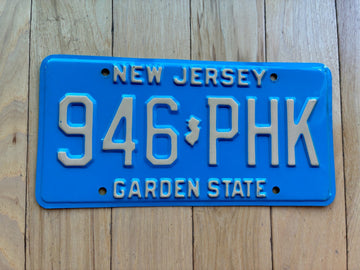 NEW JERSEY
946 PHK
GARDEN STATE